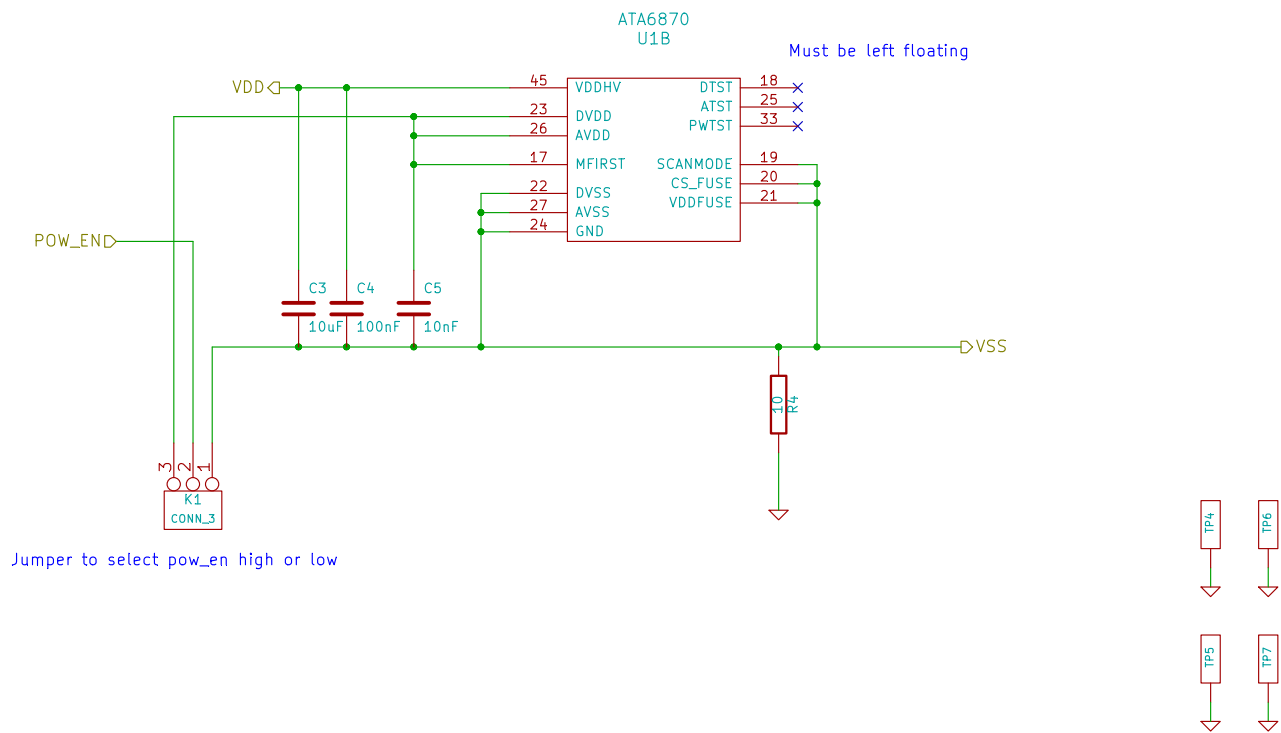 ATA6870
U1B
Must be left floating
VDD
45 VDDHV DTST 18
23 DVDD ATST 25
26 AVDD PWTST 33
17 MFIRST SCANMODE 19
22 DVSS CS_FUSE 20
27 AVSS VDDFUSE 21
24 GND
POW_EN
C3 C4 C5
10uF 100nF 10nF
VSS
10 R4
3 2 1
K1
CONN_3
Jumper to select pow_en high or low
TP4 TP6
TP5 TP7